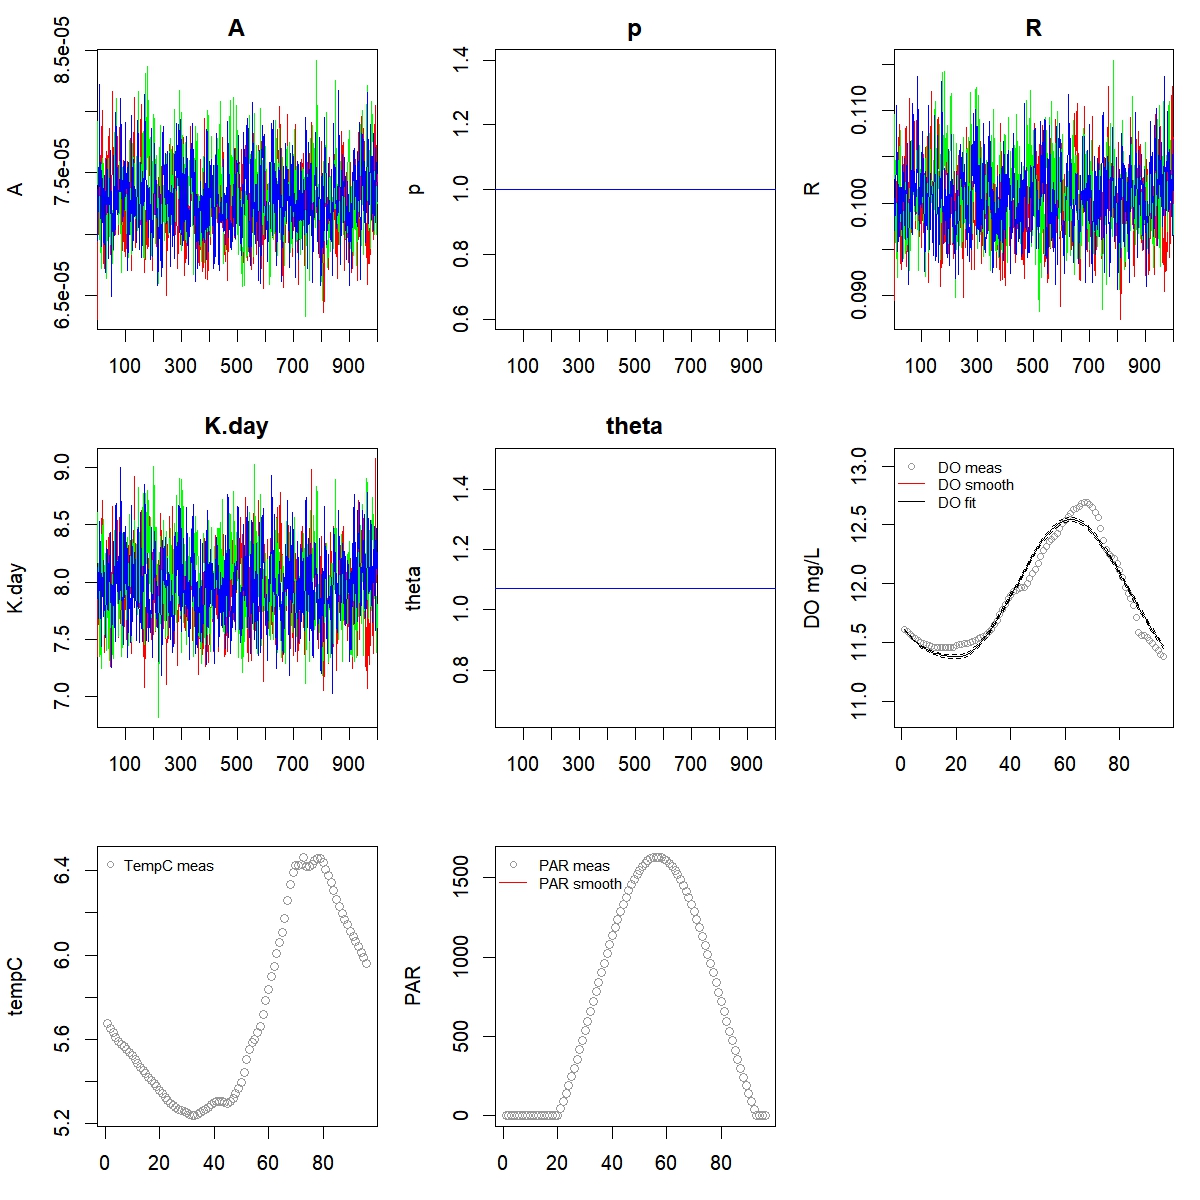 A
A
8.5e-05
7.5e-05
6.5e-05
100 300 500 700 900
p
p
1.4
1.2
1.0
0.8
0.6
100 300 500 700 900
R
R
0.110
0.100
0.090
100 300 500 700 900
K.day
K.day
9.0
8.5
8.0
7.5
7.0
100 300 500 700 900
theta
theta
1.4
1.2
1.0
0.8
100 300 500 700 900
DO mg/L
13.0
12.5
12.0
11.5
11.0
DO meas
DO smooth
DO fit
0 20 40 60 80
tempC
6.4
6.0
5.6
5.2
TempC meas
0 20 40 60 80
PAR
1500
1000
500
0
PAR meas
PAR smooth
0 20 40 60 80